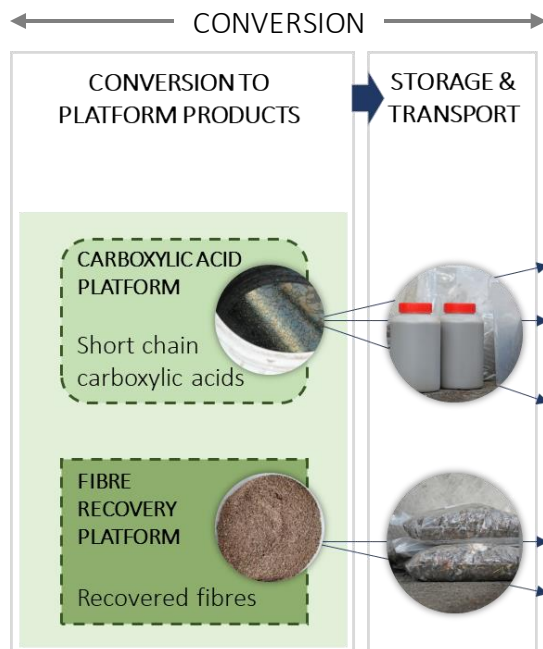 CONVERSION
CONVERSION TO
PLATFORM PRODUCTS
STORAGE &
TRANSPORT
CARBOXYLIC ACID
PLATFORM
Short chain
carboxylic acids
FIBRE
RECOVERY
PLATFORM
Recovered fibres